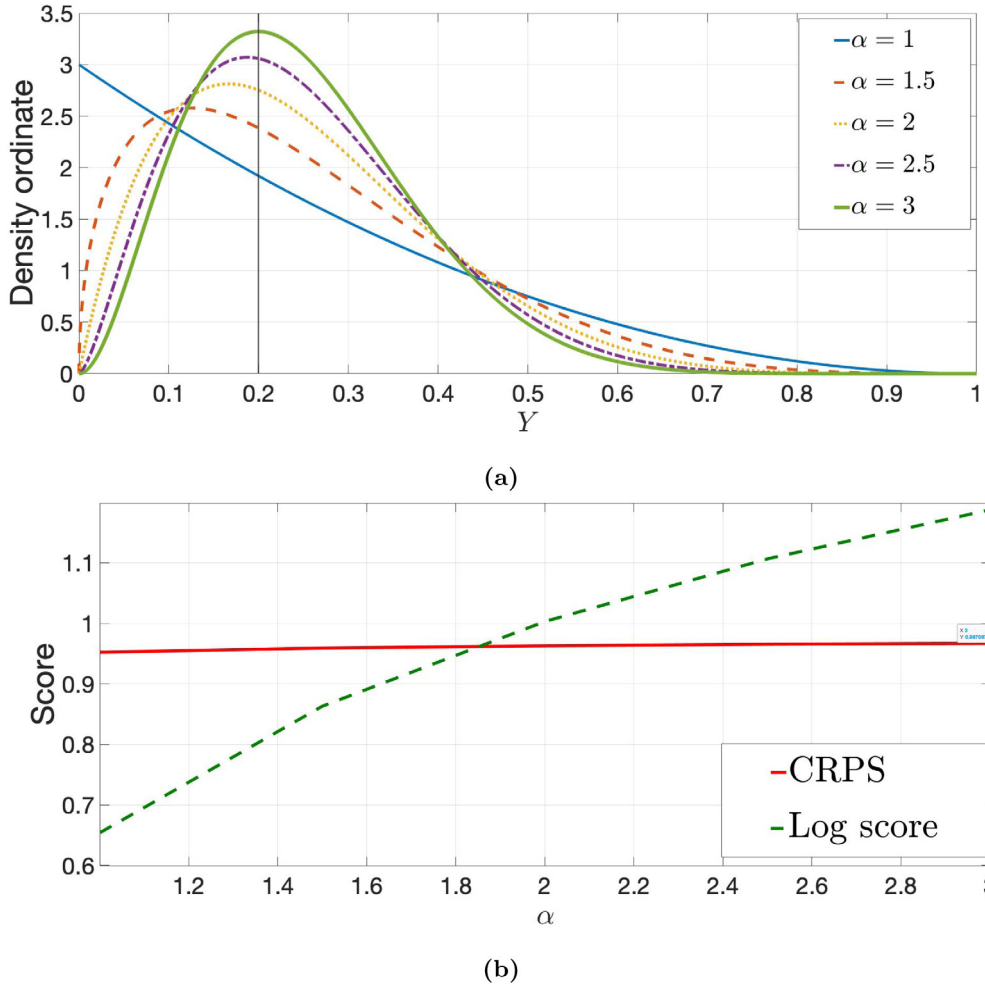 3.5
3
2.5
2
1.5
1
0.5
0
Density ordinate
α = 1
α = 1.5
α = 2
α = 2.5
α = 3
0 0.1 0.2 0.3 0.4 0.5 0.6 0.7 0.8 0.9 1
Y
(a)
1.1
1
0.9
0.8
0.7
0.6
Score
X 3
CRPS
Log score
1.2 1.4 1.6 1.8 2 2.2 2.4 2.6 2.8 3
α
(b)